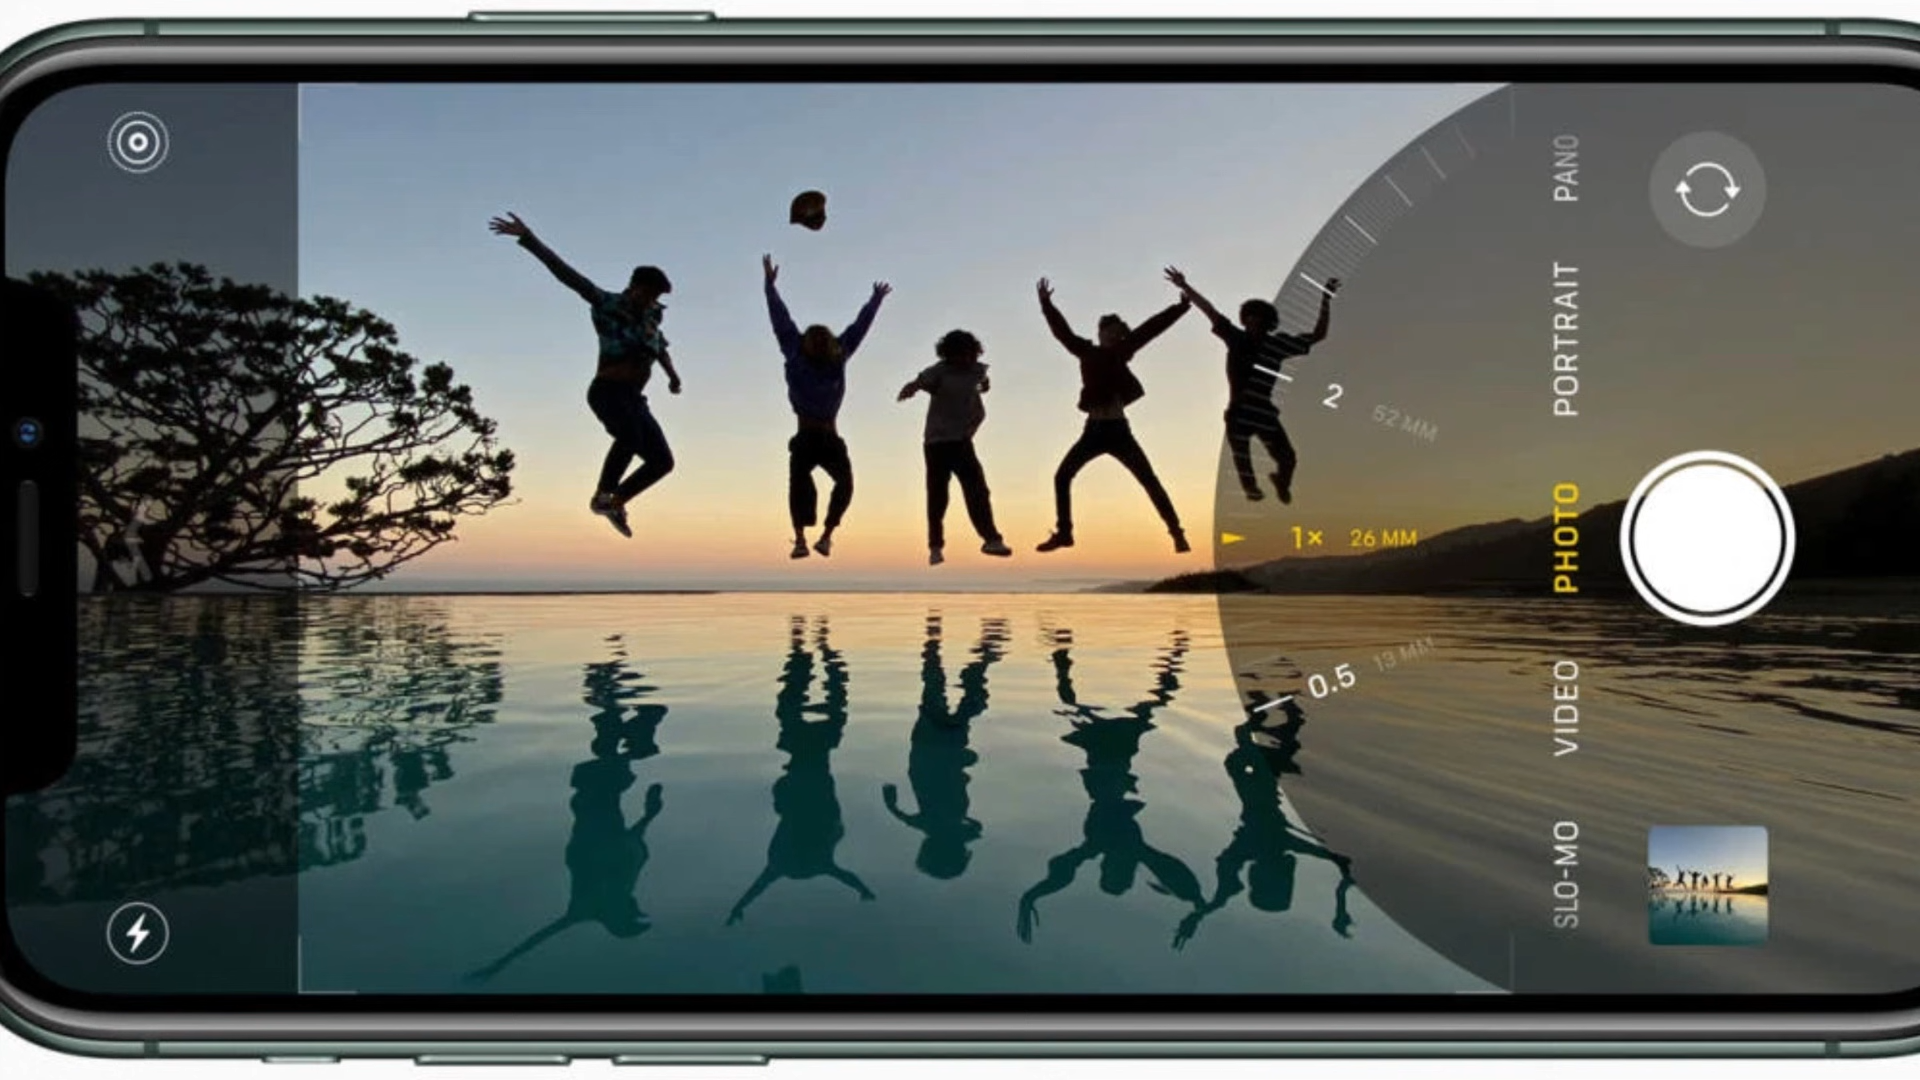 PANO
PORTRAIT
PHOTO
VIDEO
SLO-MO
2 52 MM
1× 26 MM
0.5 13 MM